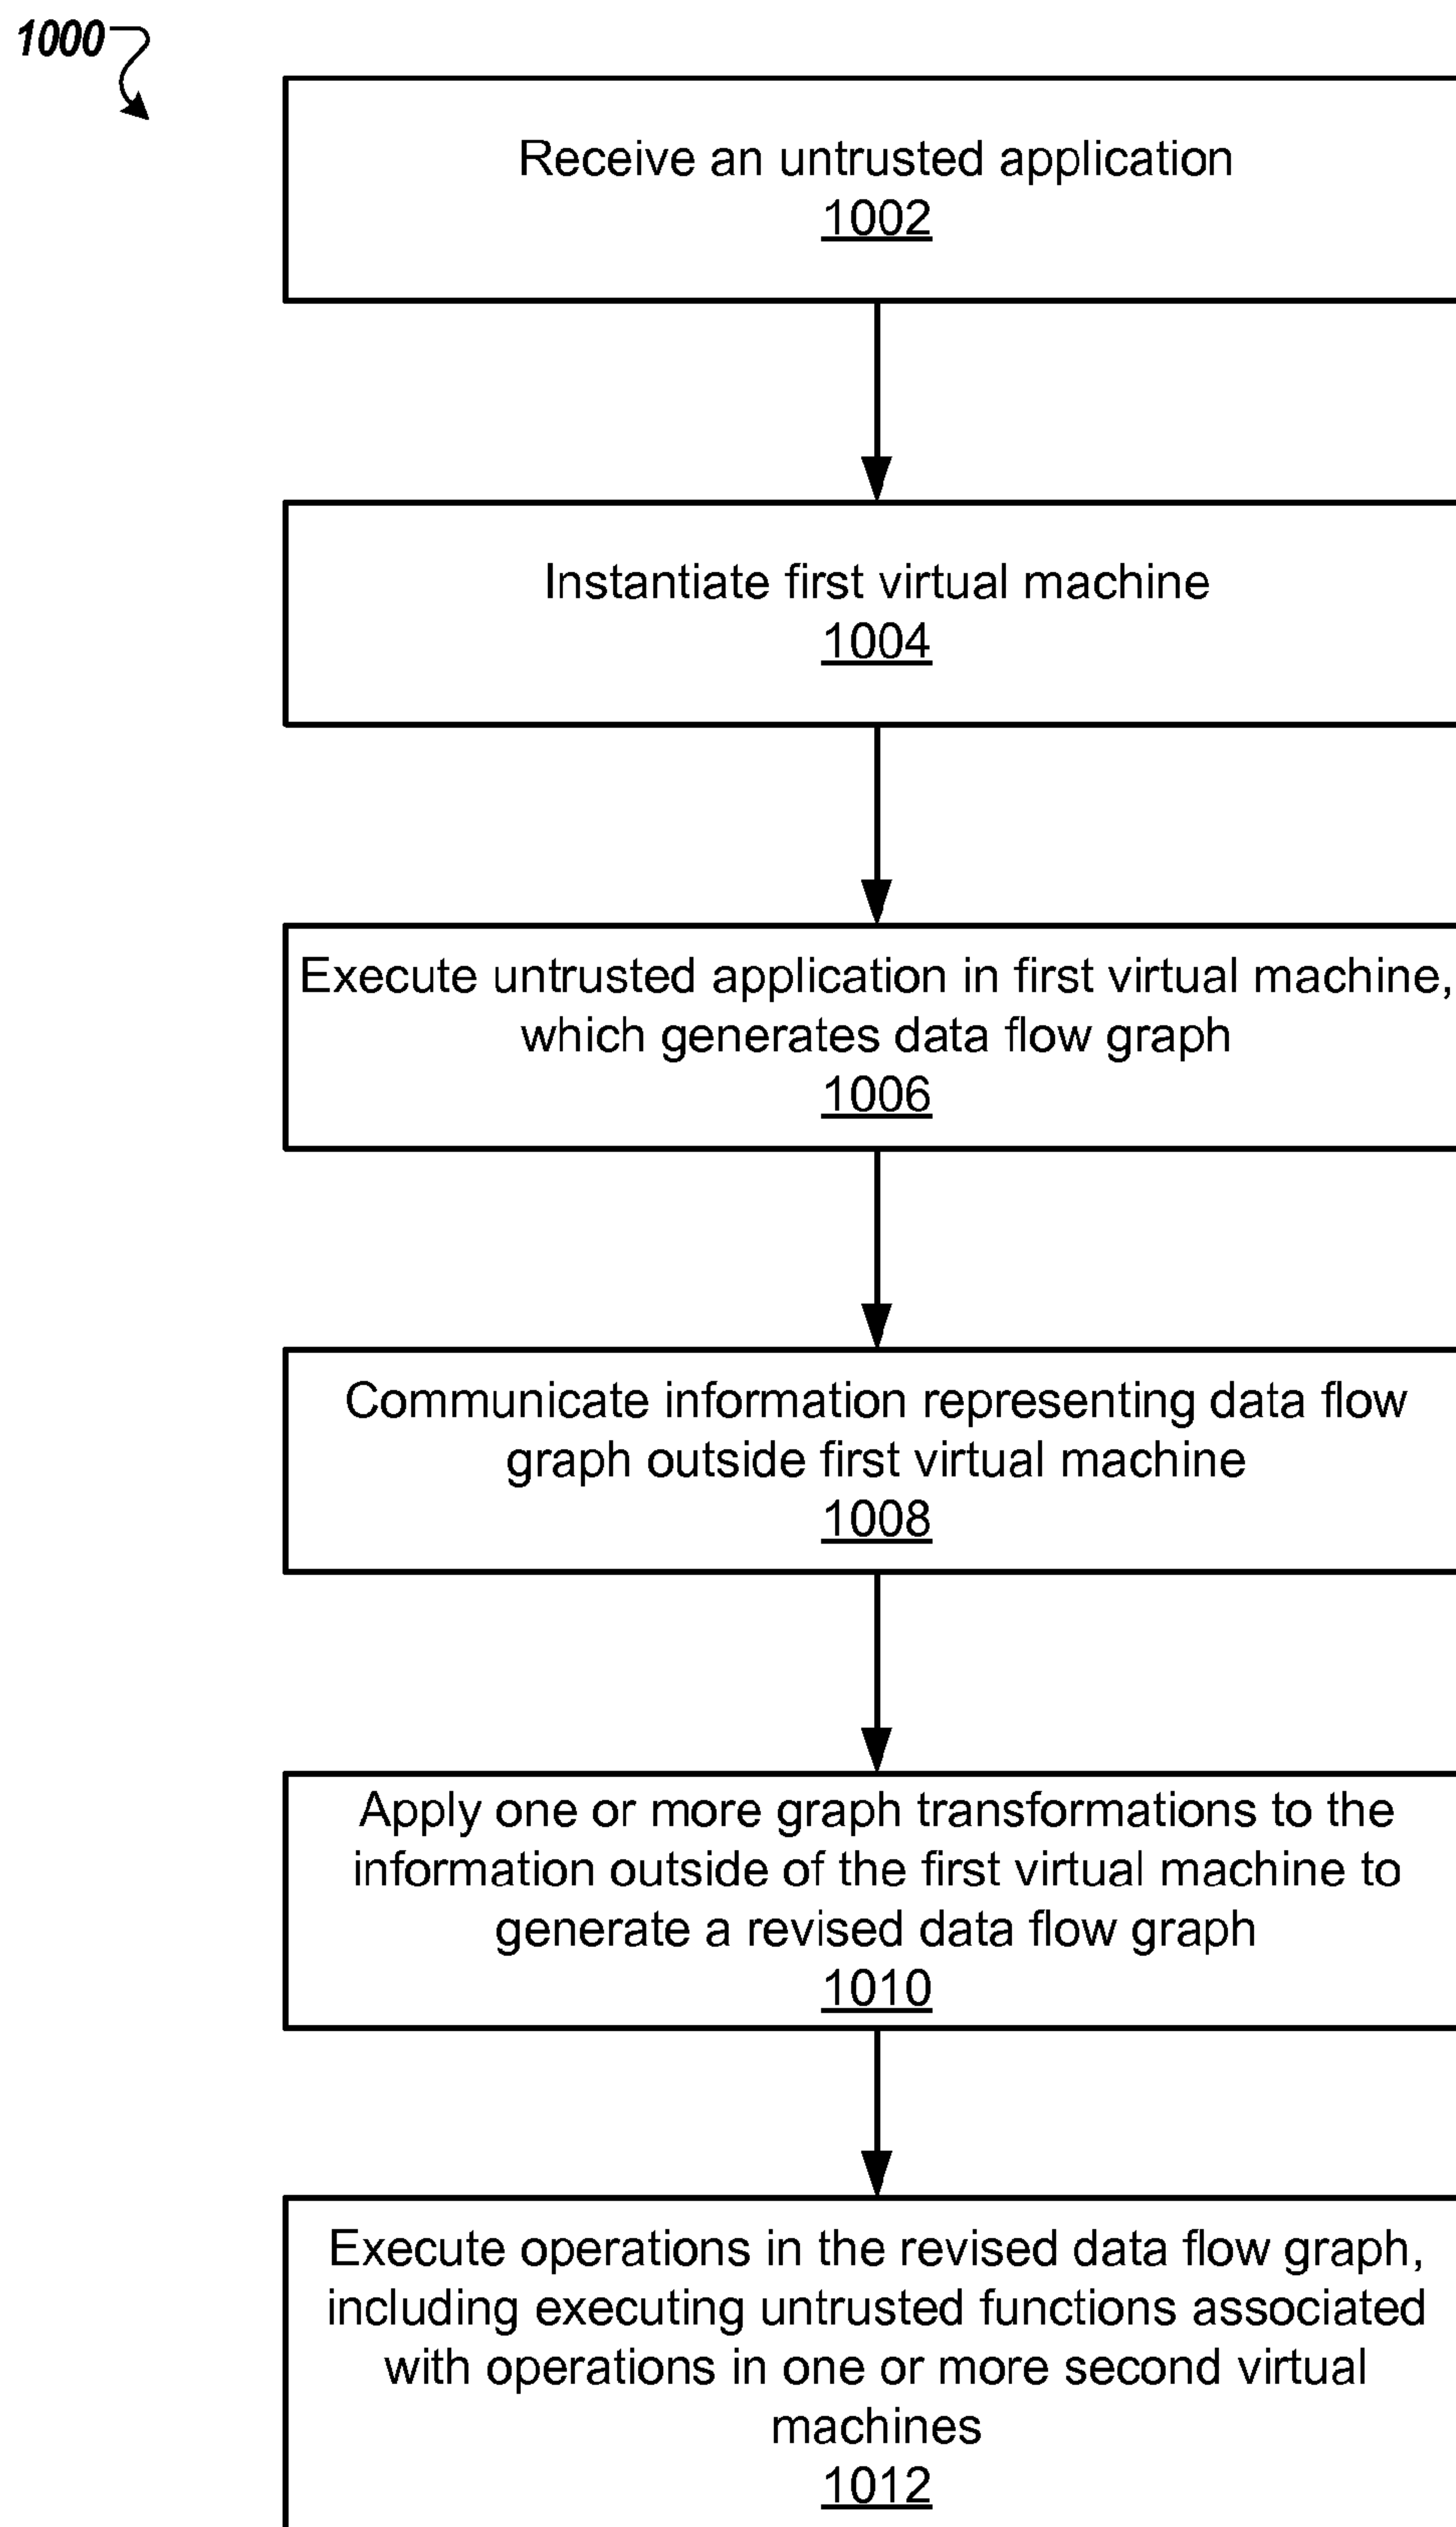 1000
Receive an untrusted application
1002
Instantiate first virtual machine
1004
Execute untrusted application in first virtual machine,
which generates data flow graph
1006
Communicate information representing data flow
graph outside first virtual machine
1008
Apply one or more graph transformations to the
information outside of the first virtual machine to
generate a revised data flow graph
1010
Execute operations in the revised data flow graph,
including executing untrusted functions associated
with operations in one or more second virtual
machines
1012